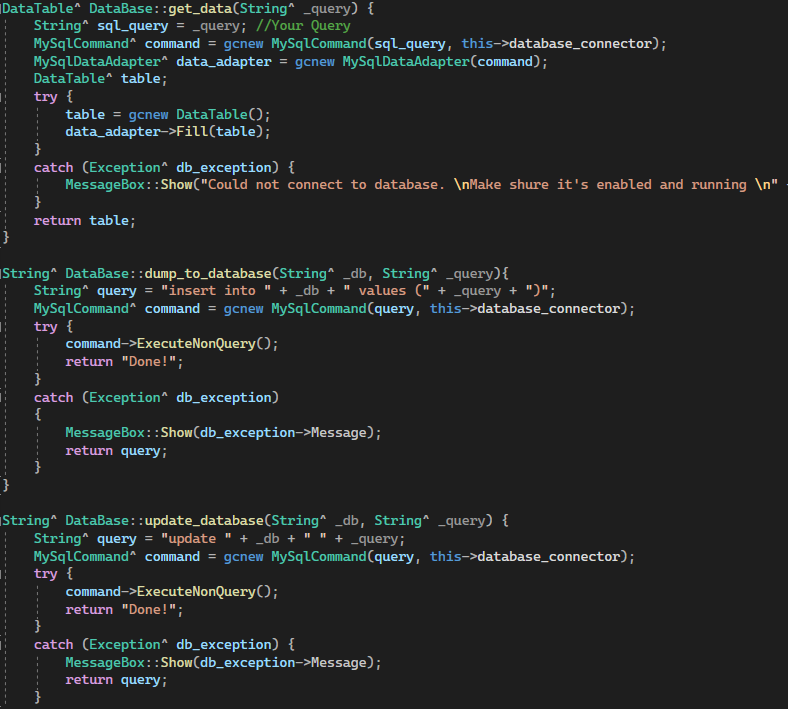 DataTable^ DataBase::get_data(String^ _query) {
    String^ sql_query = _query; //Your Query
    MySqlCommand^ command = gcnew MySqlCommand(sql_query, this->database_connector);
    MySqlDataAdapter^ data_adapter = gcnew MySqlDataAdapter(command);
    DataTable^ table;
    try {
        table = gcnew DataTable();
        data_adapter->Fill(table);
    }
    catch (Exception^ db_exception) {
        MessageBox::Show("Could not connect to database. \nMake shure it's enabled and running \n" +
    }
    return table;
}

String^ DataBase::dump_to_database(String^ _db, String^ _query){
    String^ query = "insert into " + _db + " values (" + _query + ")";
    MySqlCommand^ command = gcnew MySqlCommand(query, this->database_connector);
    try {
        command->ExecuteNonQuery();
        return "Done!";
    }
    catch (Exception^ db_exception)
    {
        MessageBox::Show(db_exception->Message);
        return query;
    }
}

String^ DataBase::update_database(String^ _db, String^ _query) {
    String^ query = "update " + _db + " " + _query;
    MySqlCommand^ command = gcnew MySqlCommand(query, this->database_connector);
    try {
        command->ExecuteNonQuery();
        return "Done!";
    }
    catch (Exception^ db_exception) {
        MessageBox::Show(db_exception->Message);
        return query;
    }